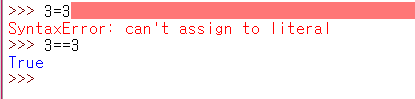 >>> 3=3
SyntaxError: can't assign to literal
>>> 3==3
True
>>>